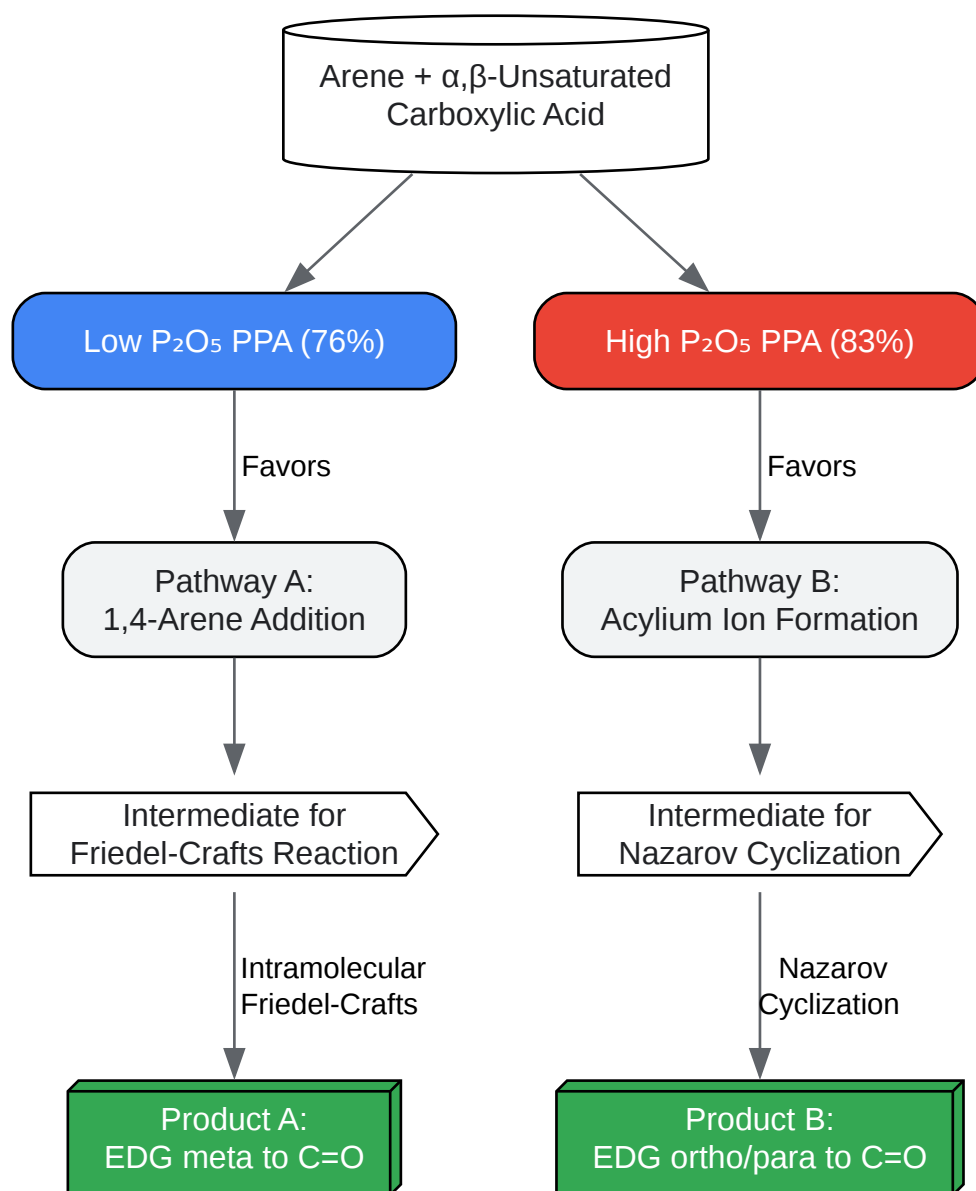 Arene + α,β-Unsaturated
Carboxylic Acid
Low P₂O₅ PPA (76%)
High P₂O₅ PPA (83%)
Favors
Favors
Pathway A:
1,4-Arene Addition
Pathway B:
Acylium Ion Formation
Intermediate for
Friedel-Crafts Reaction
Intermediate for
Nazarov Cyclization
Intramolecular
Friedel-Crafts
Nazarov
Cyclization
Product A:
EDG meta to C=O
Product B:
EDG ortho/para to C=O